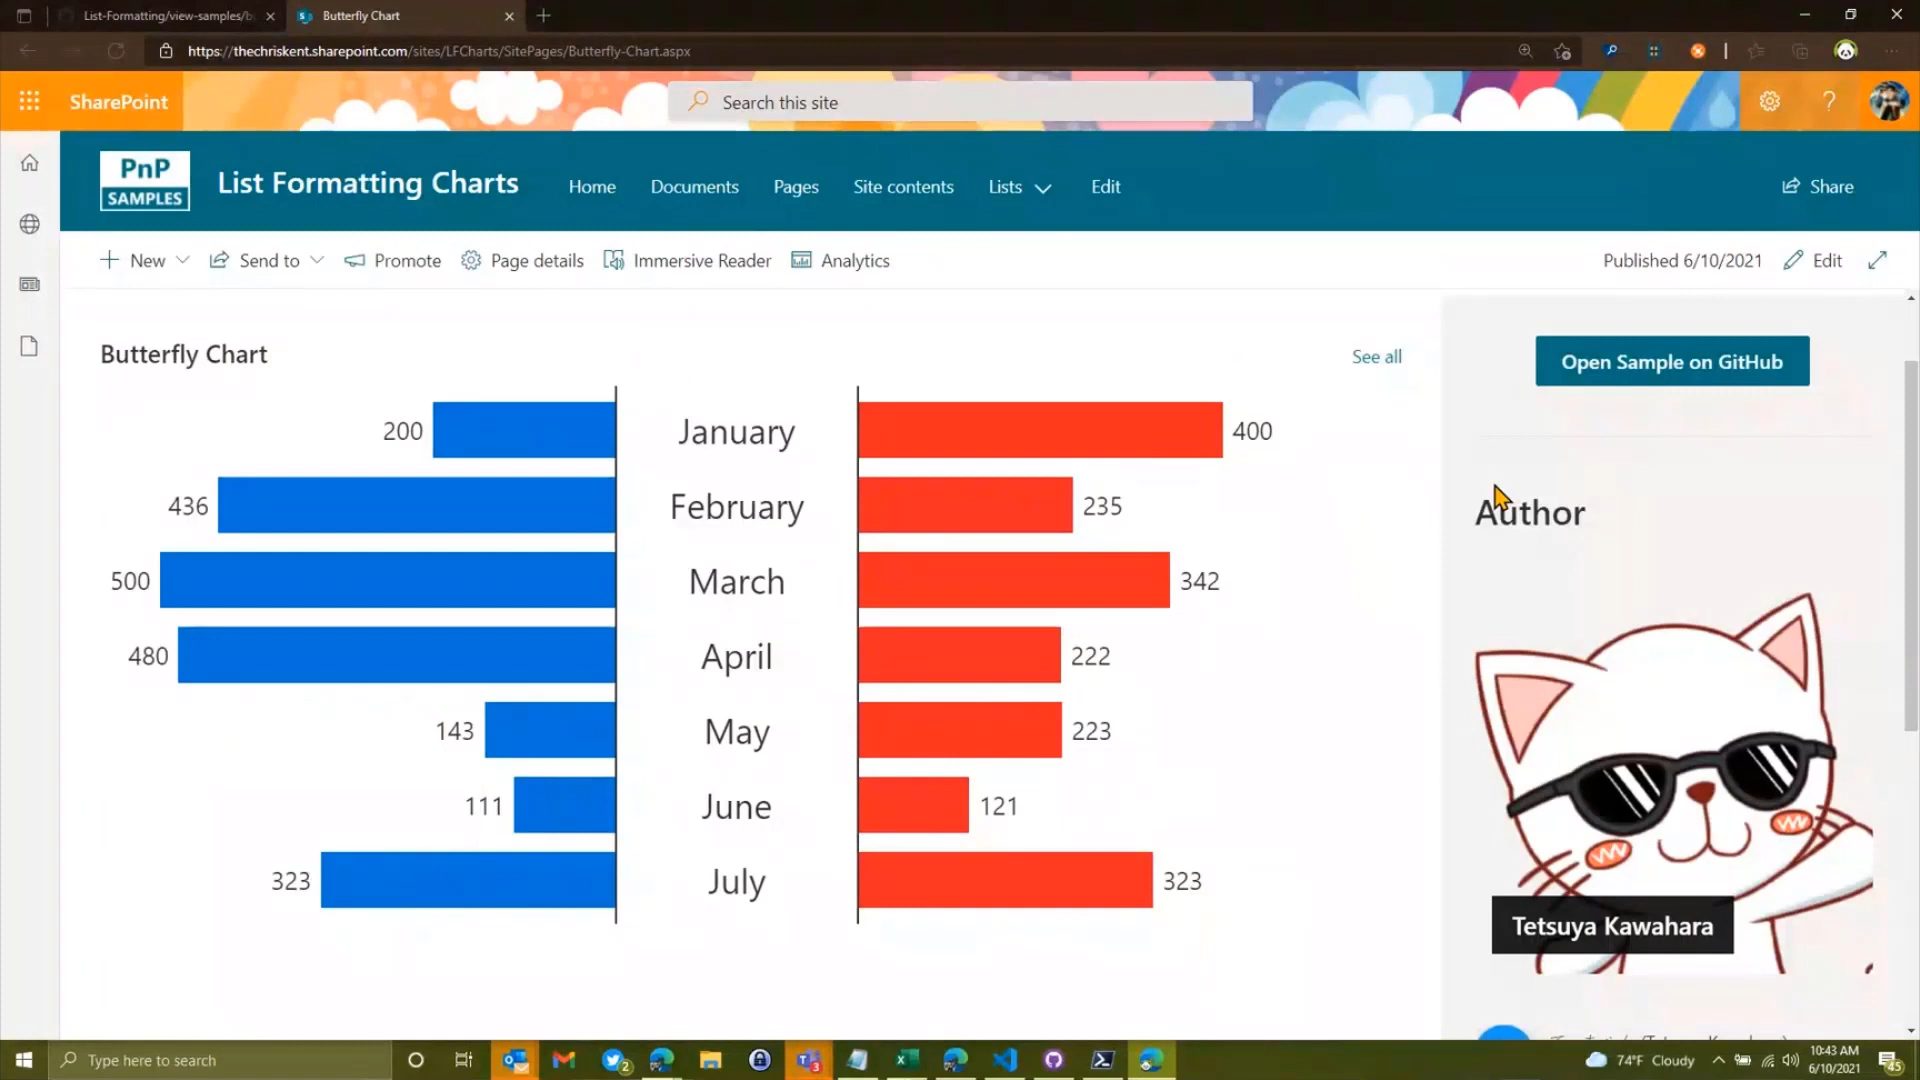 List-Formatting/view-samples/b
Butterfly Chart
https://thechriskent.sharepoint.com/sites/LFCharts/SitePages/Butterfly-Chart.aspx
SharePoint
Search this site
PnP
SAMPLES
List Formatting Charts
Home
Documents
Pages
Site contents
Lists
Edit
Share
New
Send to
Promote
Page details
Immersive Reader
Analytics
Published 6/10/2021
Edit
Butterfly Chart
See all
200 January 400
436 February 235
500 March 342
480 April 222
143 May 223
111 June 121
323 July 323
Open Sample on GitHub
Author
Tetsuya Kawahara
Type here to search
2
3
74°F Cloudy
10:43 AM
6/10/2021
45